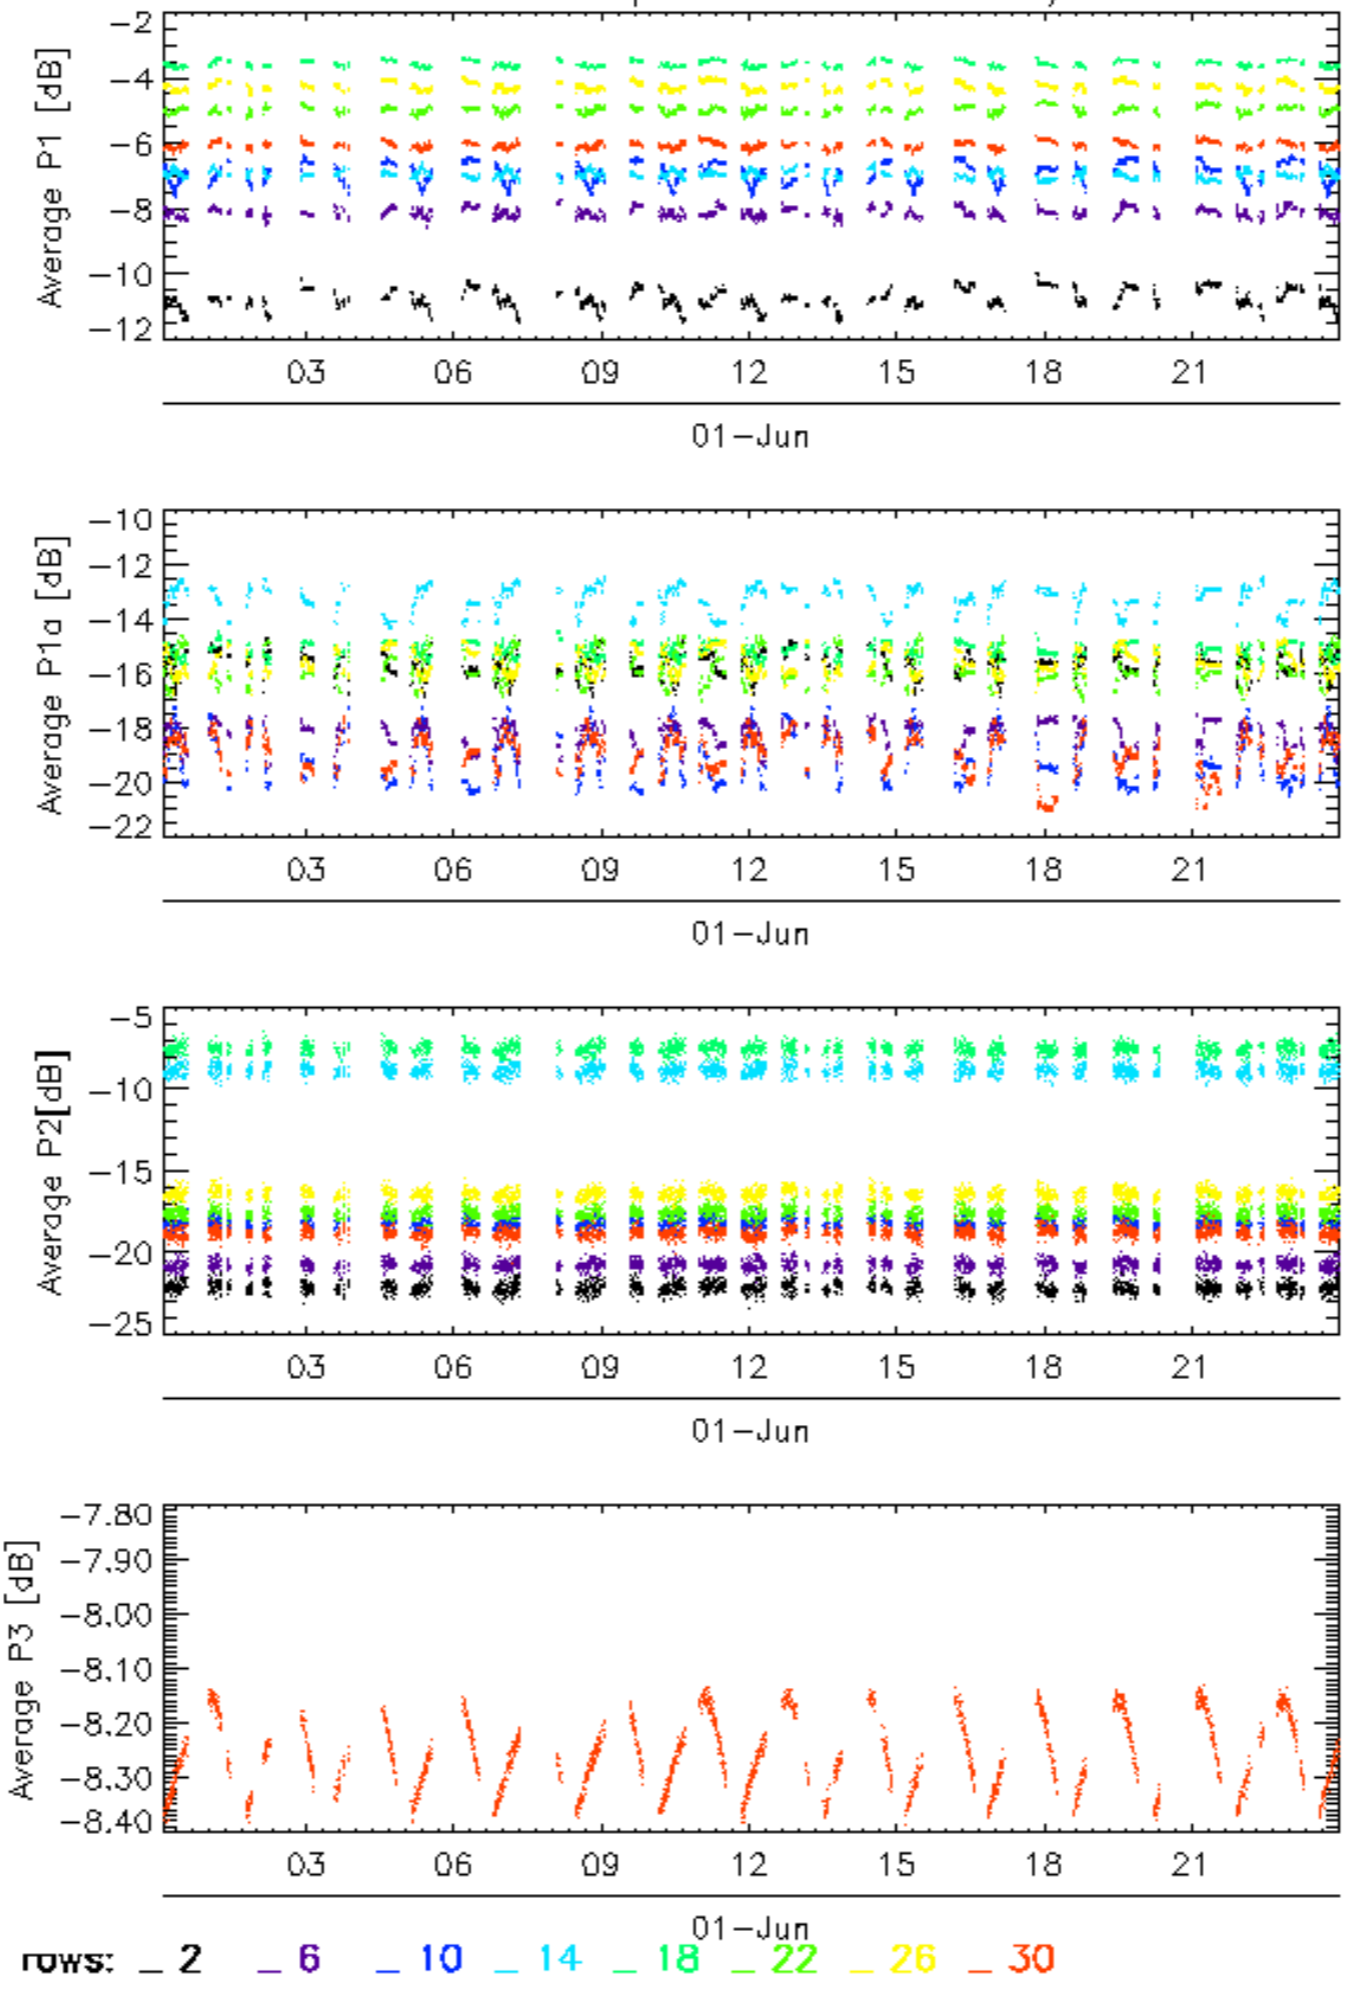 Average P1 [dB]
−2
−4
−6
−8
−10
−12
03 06 09 12 15 18 21
01−Jun
Average P1a [dB]
−10
−12
−14
−16
−18
−20
−22
03 06 09 12 15 18 21
01−Jun
Average P2[dB]
−5
−10
−15
−20
−25
03 06 09 12 15 18 21
01−Jun
Average P3 [dB]
−7.80
−7.90
−8.00
−8.10
−8.20
−8.30
−8.40
03 06 09 12 15 18 21
01−Jun
rows: _ 2 _ 6 _ 10 _ 14 _ 18 _ 22 _ 26 _ 30